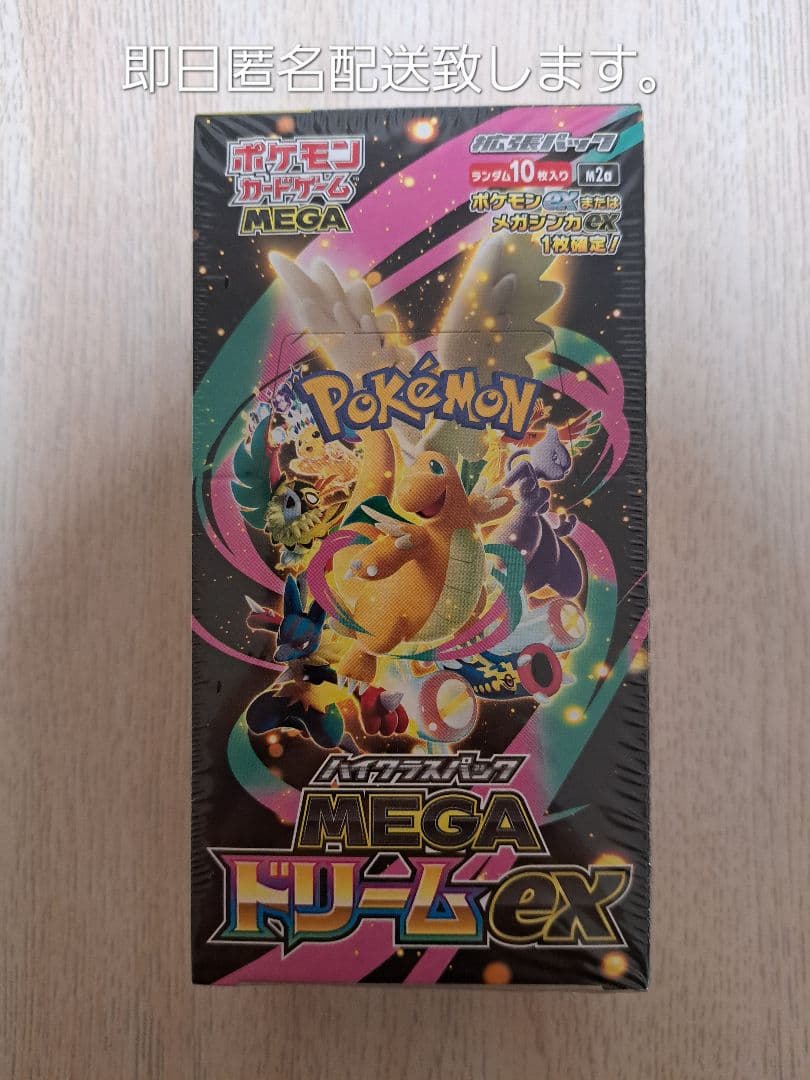 即日匿名配送致します。
ポケモン
カードゲーム
MEGA
拡張パック
ランダム10枚入り M2a
ポケモンexまたは
メガシンカex
1枚確定!
POKÉMON
ハイクラスパック
MEGA
ドリームex